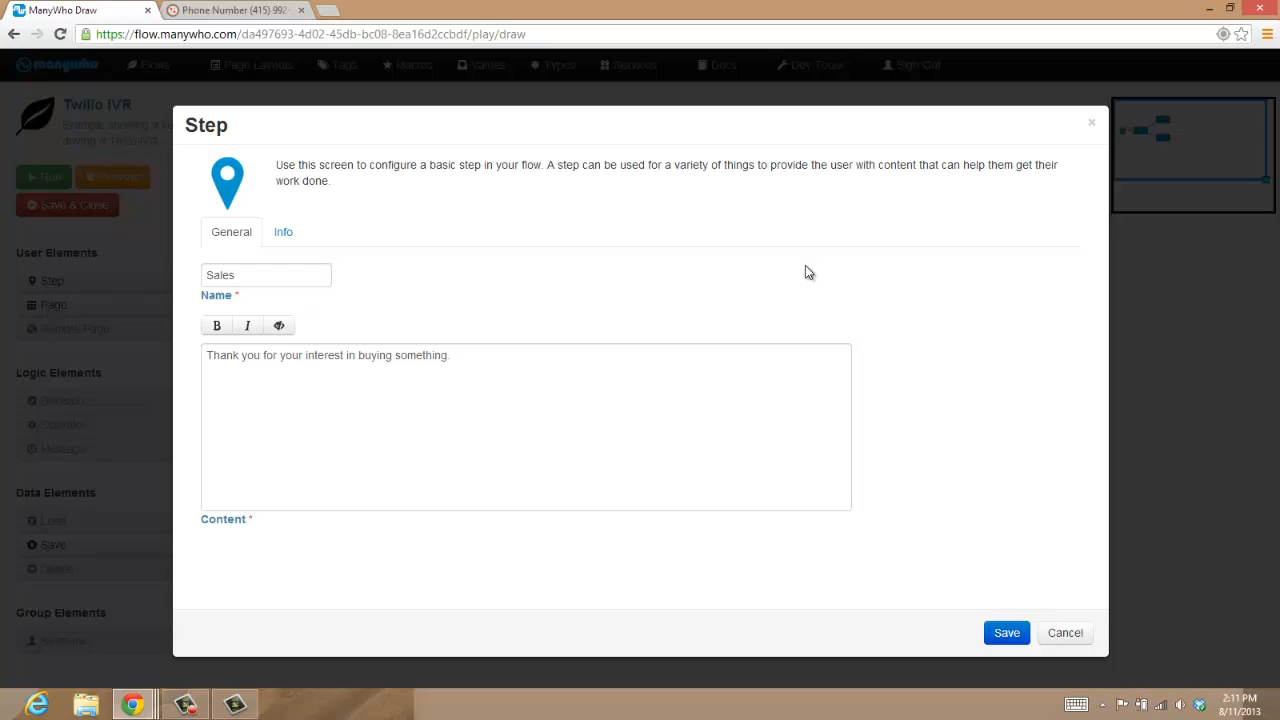 ManyWho Draw
Phone Number (415) 992-
https://flow.manywho.com/da497693-4d02-45db-bc08-8ea16d2ccbdf/play/draw
manywho
Flows
Page Layouts
Tags
Macros
Values
Types
Services
Docs
Dev Tools
Sign Out
Twilio IVR
Example showing a
driving a Twilio IVR
Run
Save & Close
User Elements
Step
Page
Remote Page
Logic Elements
Decision
Operator
Message
Data Elements
Load
Save
Delete
Group Elements
Step
×
Use this screen to configure a basic step in your flow. A step can be used for a variety of things to provide the user with content that can help them get their
work done.
General
Info
Sales
Name *
B
I
Thank you for your interest in buying something.
Content *
Save
Cancel
2:11 PM
8/11/2013